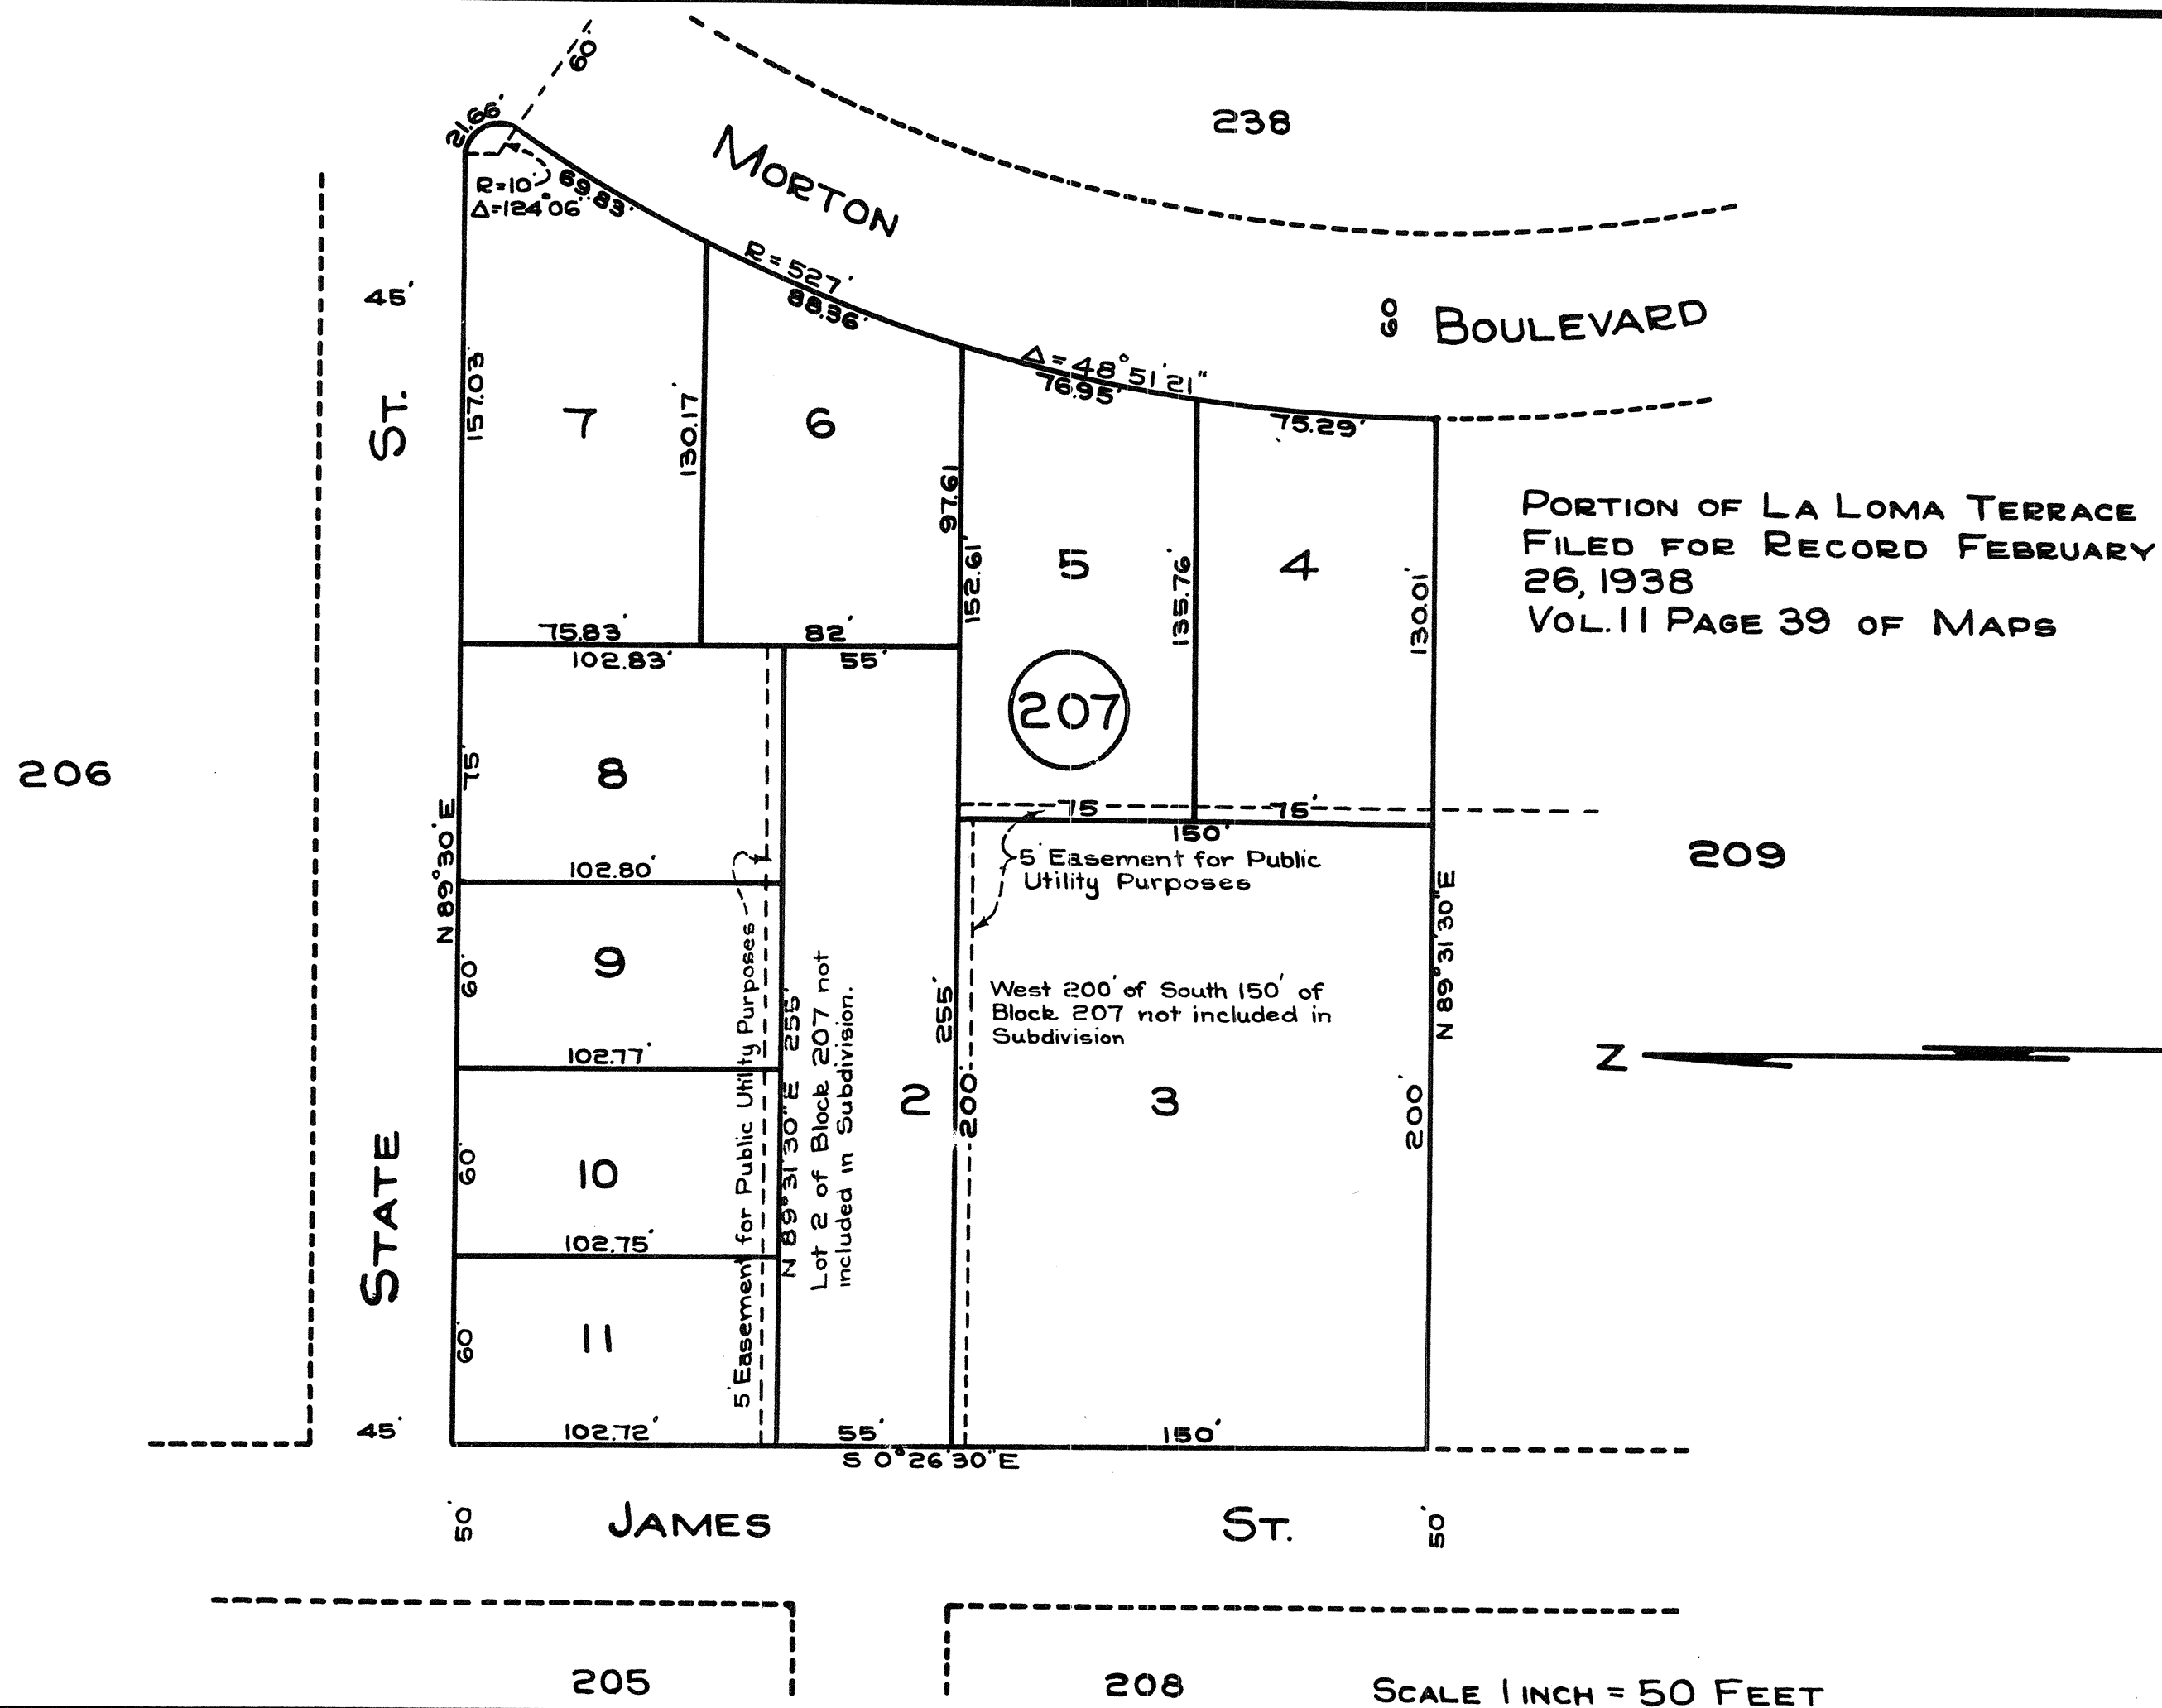 60'
238
21.66'
MORTON
R=10'
Δ=124°06'
69.83'
45'
R=527'
88.36'
60
BOULEVARD
Δ=48°51'21"
76.95'
75.29'
ST.
157.03'
7
130.17'
6
97.61
152.61'
5
135.76'
4
130.01'
PORTION OF LA LOMA TERRACE
FILED FOR RECORD FEBRUARY
26, 1938
VOL. 11 PAGE 39 OF MAPS
75.83'
82'
102.83'
55'
207
206
75'
8
N 89°30'E
102.80'
75
75'
150'
5' Easement for Public
Utility Purposes
209
9
60'
102.77'
5' Easement for Public Utility Purposes
N 89°31'30"E 255'
Lot 2 of Block 207 not
included in Subdivision.
255'
West 200' of South 150' of
Block 207 not included in
Subdivision
N 89°31'30"E
Z
2
200'
3
200'
STATE
60'
10
102.75'
60'
11
45'
102.72'
55'
150'
S 0°26'30"E
50'
JAMES
ST.
50'
205
208
SCALE 1 INCH = 50 FEET